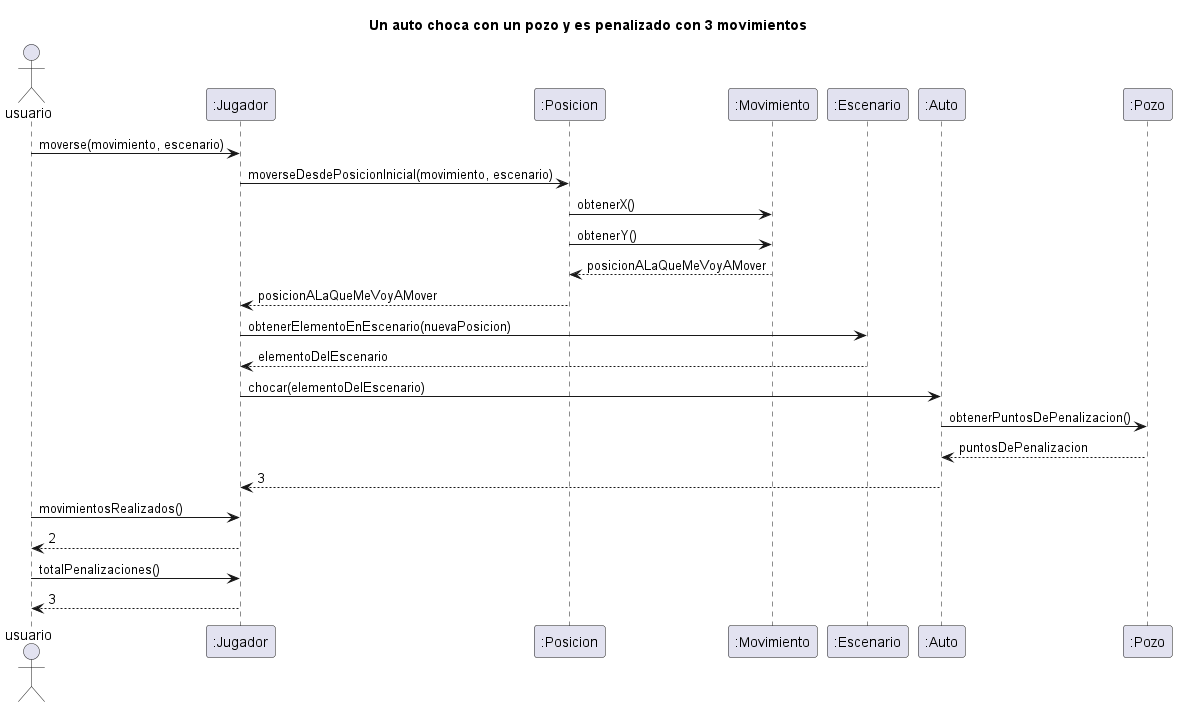 Un auto choca con un pozo y es penalizado con 3 movimientos
usuario
:Jugador
:Posicion
:Movimiento
:Escenario
:Auto
:Pozo
moverse(movimiento, escenario)
moverseDesdePosicionInicial(movimiento, escenario)
obtenerX()
obtenerY()
posicionALaQueMeVoyAMover
posicionALaQueMeVoyAMover
obtenerElementoEnEscenario(nuevaPosicion)
elementoDelEscenario
chocar(elementoDelEscenario)
obtenerPuntosDePenalizacion()
puntosDePenalizacion
3
movimientosRealizados()
2
totalPenalizaciones()
3
usuario
:Jugador
:Posicion
:Movimiento
:Escenario
:Auto
:Pozo